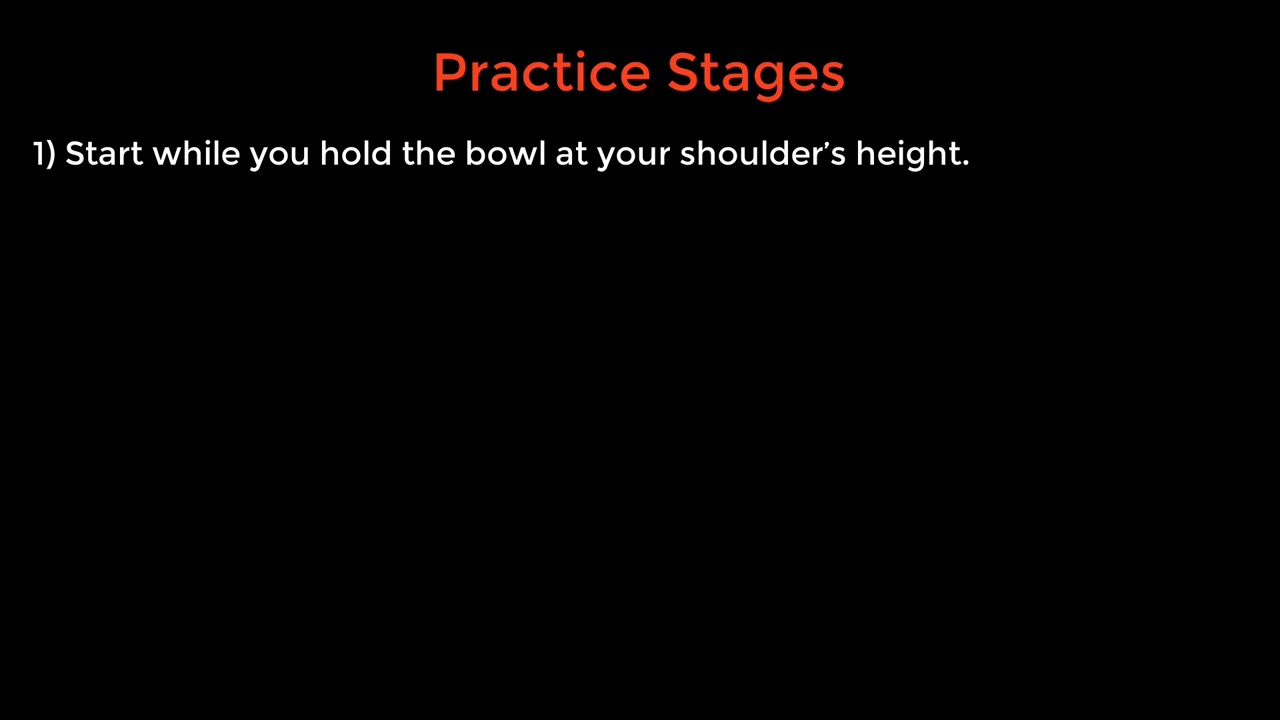 Practice Stages
1) Start while you hold the bowl at your shoulder’s height.